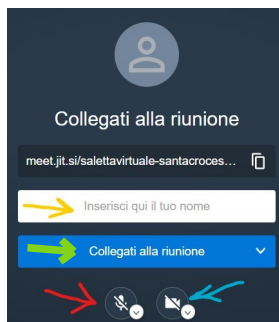 Collegati alla riunione
meet.jit.si/salettavirtuale-santacroces...
Inserisci qui il tuo nome
Collegati alla riunione